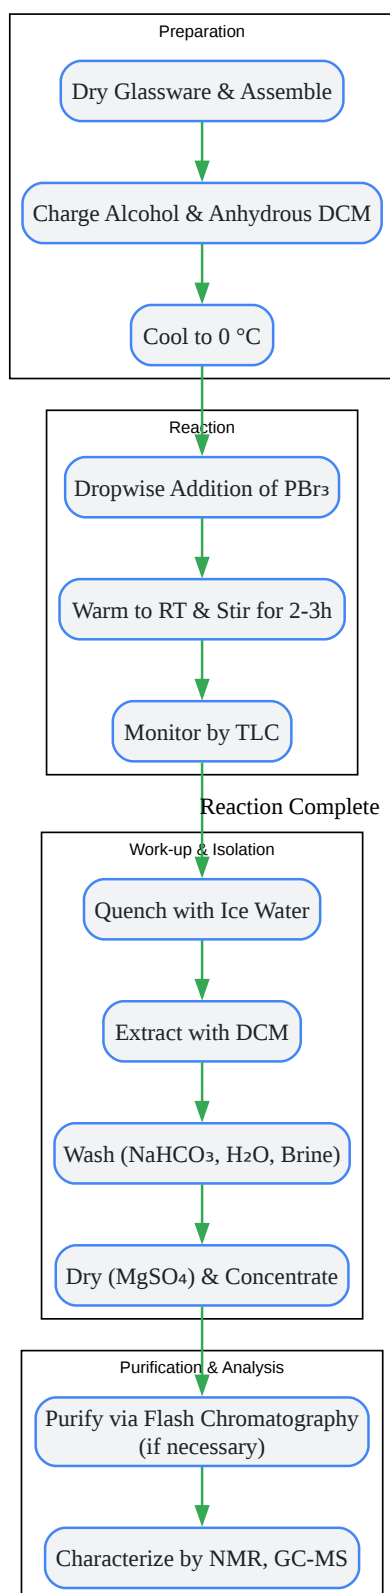 Preparation
Dry Glassware & Assemble
Charge Alcohol & Anhydrous DCM
Cool to 0 °C
Reaction
Dropwise Addition of PBr₃
Warm to RT & Stir for 2-3h
Monitor by TLC
Reaction Complete
Work-up & Isolation
Quench with Ice Water
Extract with DCM
Wash (NaHCO₃, H₂O, Brine)
Dry (MgSO₄) & Concentrate
Purification & Analysis
Purify via Flash Chromatography
(if necessary)
Characterize by NMR, GC-MS